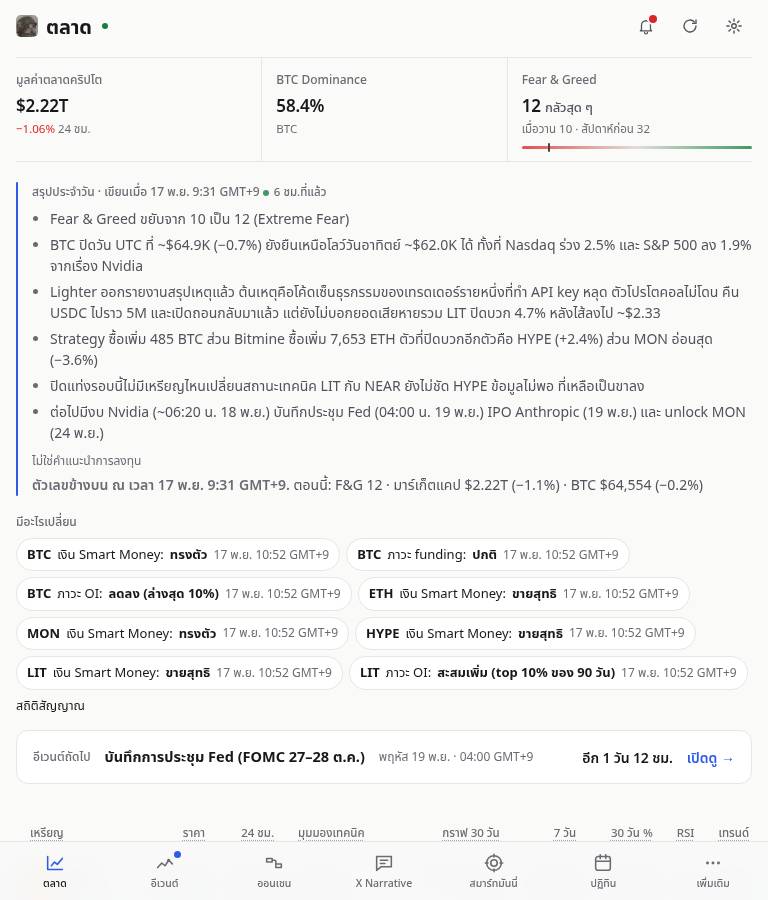 ตลาด
มูลค่าตลาดคริปโต
$2.22T
−1.06% 24 ชม.
BTC Dominance
58.4%
BTC
Fear & Greed
12 กลัวสุด ๆ
เมื่อวาน 10 · สัปดาห์ก่อน 32
สรุปประจำวัน · เขียนเมื่อ 17 พ.ย. 9:31 GMT+9 6 ชม.ที่แล้ว
Fear & Greed ขยับจาก 10 เป็น 12 (Extreme Fear)
BTC ปิดวัน UTC ที่ ~$64.9K (−0.7%) ยังยืนเหนือโลว์วันอาทิตย์ ~$62.0K ได้ ทั้งที่ Nasdaq ร่วง 2.5% และ S&P 500 ลง 1.9%
จากเรื่อง Nvidia
Lighter ออกรายงานสรุปเหตุแล้ว ต้นเหตุคือโค้ดเซ็นธุรกรรมของเทรดเดอร์รายหนึ่งที่ทำ API key หลุด ตัวโปรโตคอลไม่โดน คืน
USDC ไปราว 5M และเปิดถอนกลับมาแล้ว แต่ยังไม่บอกยอดเสียหายรวม LIT ปิดบวก 4.7% หลังไส้ลงไป ~$2.33
Strategy ซื้อเพิ่ม 485 BTC ส่วน Bitmine ซื้อเพิ่ม 7,653 ETH ตัวที่ปิดบวกอีกตัวคือ HYPE (+2.4%) ส่วน MON อ่อนสุด
(−3.6%)
ปิดแท่งรอบนี้ไม่มีเหรียญไหนเปลี่ยนสถานะเทคนิค LIT กับ NEAR ยังไม่ชัด HYPE ข้อมูลไม่พอ ที่เหลือเป็นขาลง
ต่อไปมีงบ Nvidia (~06:20 น. 18 พ.ย.) บันทึกประชุม Fed (04:00 น. 19 พ.ย.) IPO Anthropic (19 พ.ย.) และ unlock MON
(24 พ.ย.)
ไม่ใช่คำแนะนำการลงทุน
ตัวเลขข้างบน ณ เวลา 17 พ.ย. 9:31 GMT+9. ตอนนี้: F&G 12 · มาร์เก็ตแคป $2.22T (−1.1%) · BTC $64,554 (−0.2%)
มีอะไรเปลี่ยน
BTC เงิน Smart Money: ทรงตัว 17 พ.ย. 10:52 GMT+9
BTC ภาวะ funding: ปกติ 17 พ.ย. 10:52 GMT+9
BTC ภาวะ OI: ลดลง (ล่างสุด 10%) 17 พ.ย. 10:52 GMT+9
ETH เงิน Smart Money: ขายสุทธิ 17 พ.ย. 10:52 GMT+9
MON เงิน Smart Money: ทรงตัว 17 พ.ย. 10:52 GMT+9
HYPE เงิน Smart Money: ขายสุทธิ 17 พ.ย. 10:52 GMT+9
LIT เงิน Smart Money: ขายสุทธิ 17 พ.ย. 10:52 GMT+9
LIT ภาวะ OI: สะสมเพิ่ม (top 10% ของ 90 วัน) 17 พ.ย. 10:52 GMT+9
สถิติสัญญาณ
อีเวนต์ถัดไป บันทึกการประชุม Fed (FOMC 27–28 ต.ค.) พฤหัส 19 พ.ย. · 04:00 GMT+9 อีก 1 วัน 12 ชม. เปิดดู →
เหรียญ ราคา 24 ชม. มุมมองเทคนิค กราฟ 30 วัน 7 วัน 30 วัน % RSI เทรนด์
ตลาด อีเวนต์ ออนเชน X Narrative สมาร์ทมันนี่ ปฏิทิน เพิ่มเติม